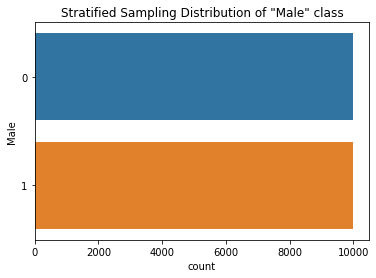 Stratified Sampling Distribution of "Male" class
0
Male
1
0
2000
4000
6000
8000
10000
count